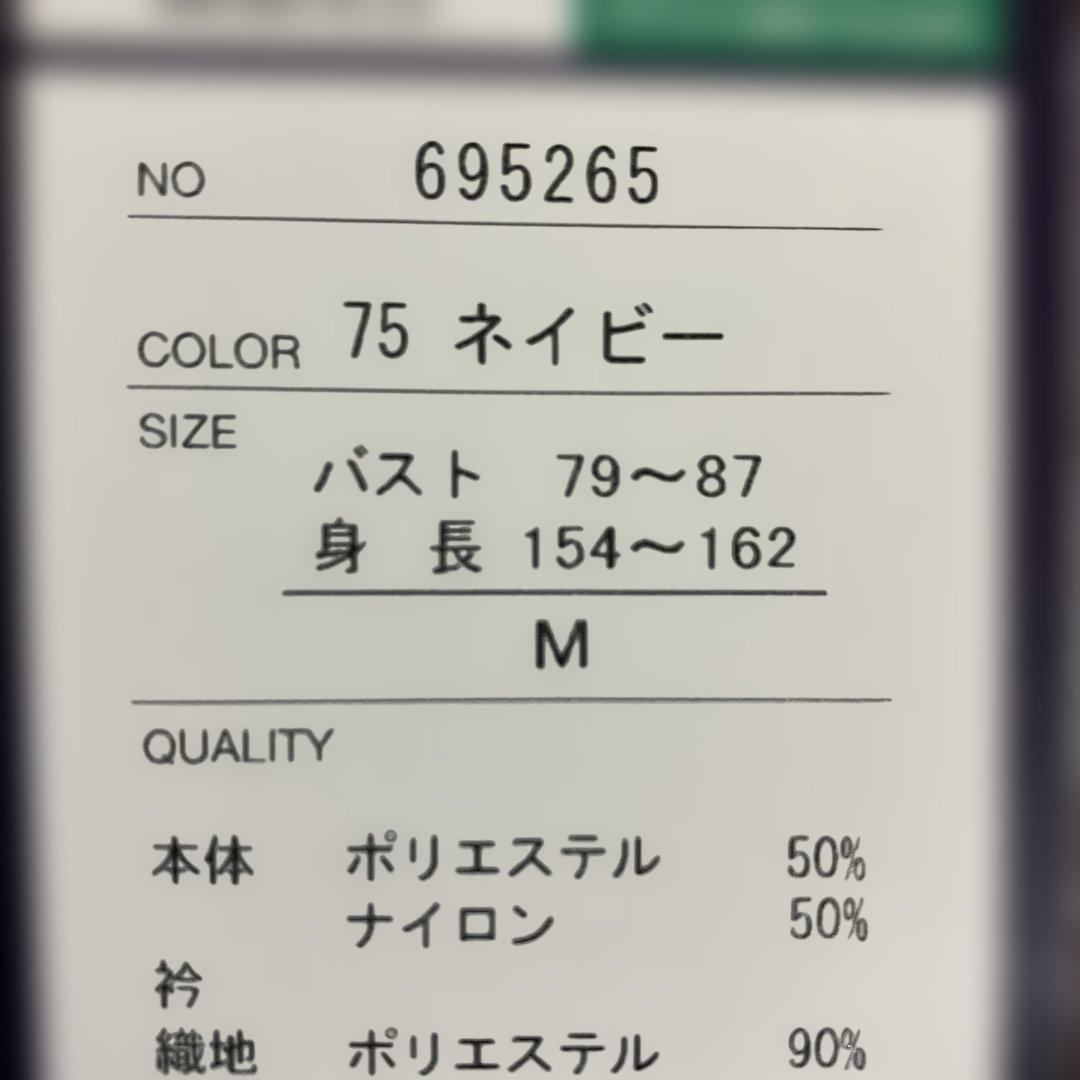 NO 695265
COLOR 75 ネイビー
SIZE
バスト 79～87
身 長 154～162
M
QUALITY
本体 ポリエステル 50%
ナイロン 50%
衿
織地 ポリエステル 90%